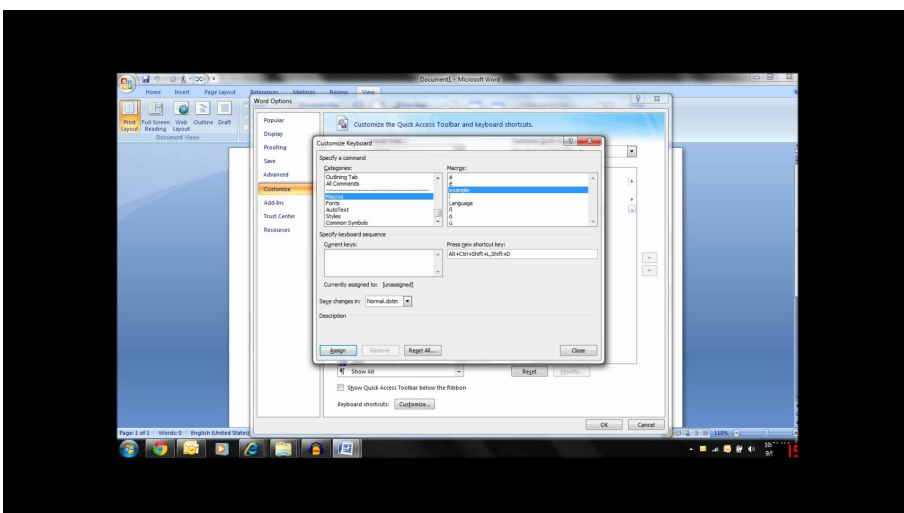 Document1 - Microsoft Word
Home Insert Page Layout References Mailings Review View
Print Layout
Full Screen Reading
Web Layout
Outline
Draft
Document Views
Word Options
Popular
Display
Proofing
Save
Advanced
Customize
Add-Ins
Trust Center
Resources
Customize the Quick Access Toolbar and keyboard shortcuts.
Customize Keyboard
Specify a command
Categories:
Outlining Tab
All Commands
Macros
Fonts
AutoText
Styles
Common Symbols
Macros:
á
é
example
í
Language
ñ
ó
ú
Specify keyboard sequence
Current keys:
Press new shortcut key:
Alt+Ctrl+Shift+L,Shift+D
Currently assigned to: [unassigned]
Save changes in: Normal.dotm
Description
Assign Remove Reset All... Close
Show All
Reset Modify...
Show Quick Access Toolbar below the Ribbon
Keyboard shortcuts: Customize...
OK Cancel
Page: 1 of 1 Words: 0 English (United States)
110%